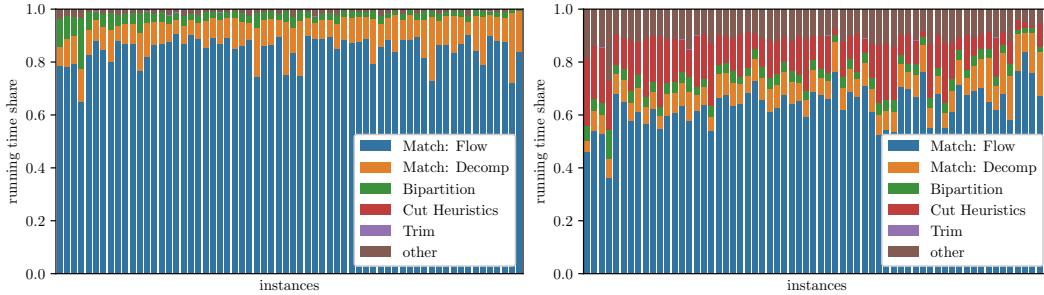 1.0
0.8
0.6
0.4
0.2
0.0
running time share
instances
Match: Flow
Match: Decomp
Bipartition
Cut Heuristics
Trim
other
1.0
0.8
0.6
0.4
0.2
0.0
running time share
instances
Match: Flow
Match: Decomp
Bipartition
Cut Heuristics
Trim
other